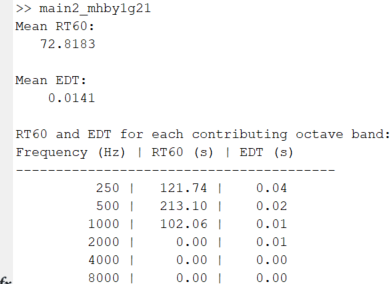 >> main2_mhby1g21
Mean RT60:
72.8183
Mean EDT:
0.0141
RT60 and EDT for each contributing octave band:
Frequency (Hz) | RT60 (s) | EDT (s)
----------------------------------------
250 | 121.74 | 0.04
500 | 213.10 | 0.02
1000 | 102.06 | 0.01
2000 | 0.00 | 0.01
4000 | 0.00 | 0.00
8000 | 0.00 | 0.00
fx